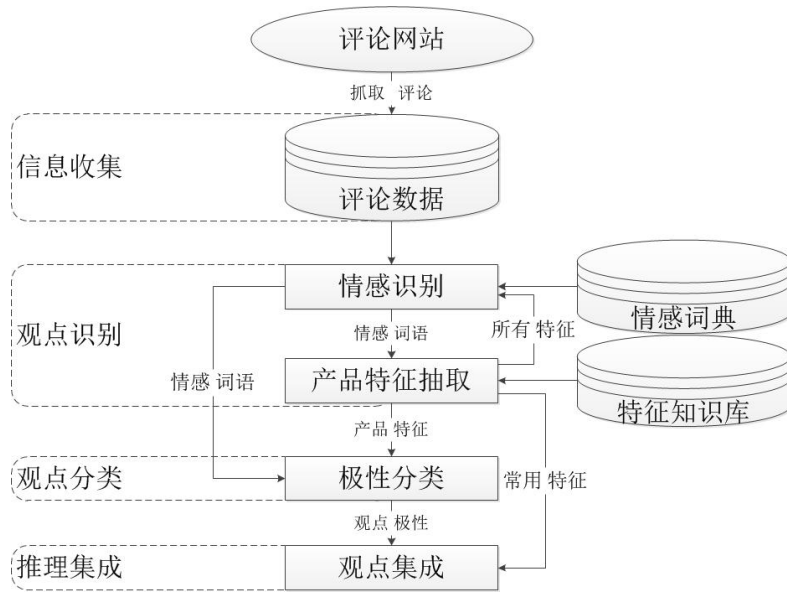 评论网站
抓取 评论
信息收集
评论数据
情感识别
情感词典
观点识别
情感 词语
所有 特征
情感 词语
产品特征抽取
特征知识库
产品 特征
观点分类
极性分类
常用 特征
观点 极性
推理集成
观点集成